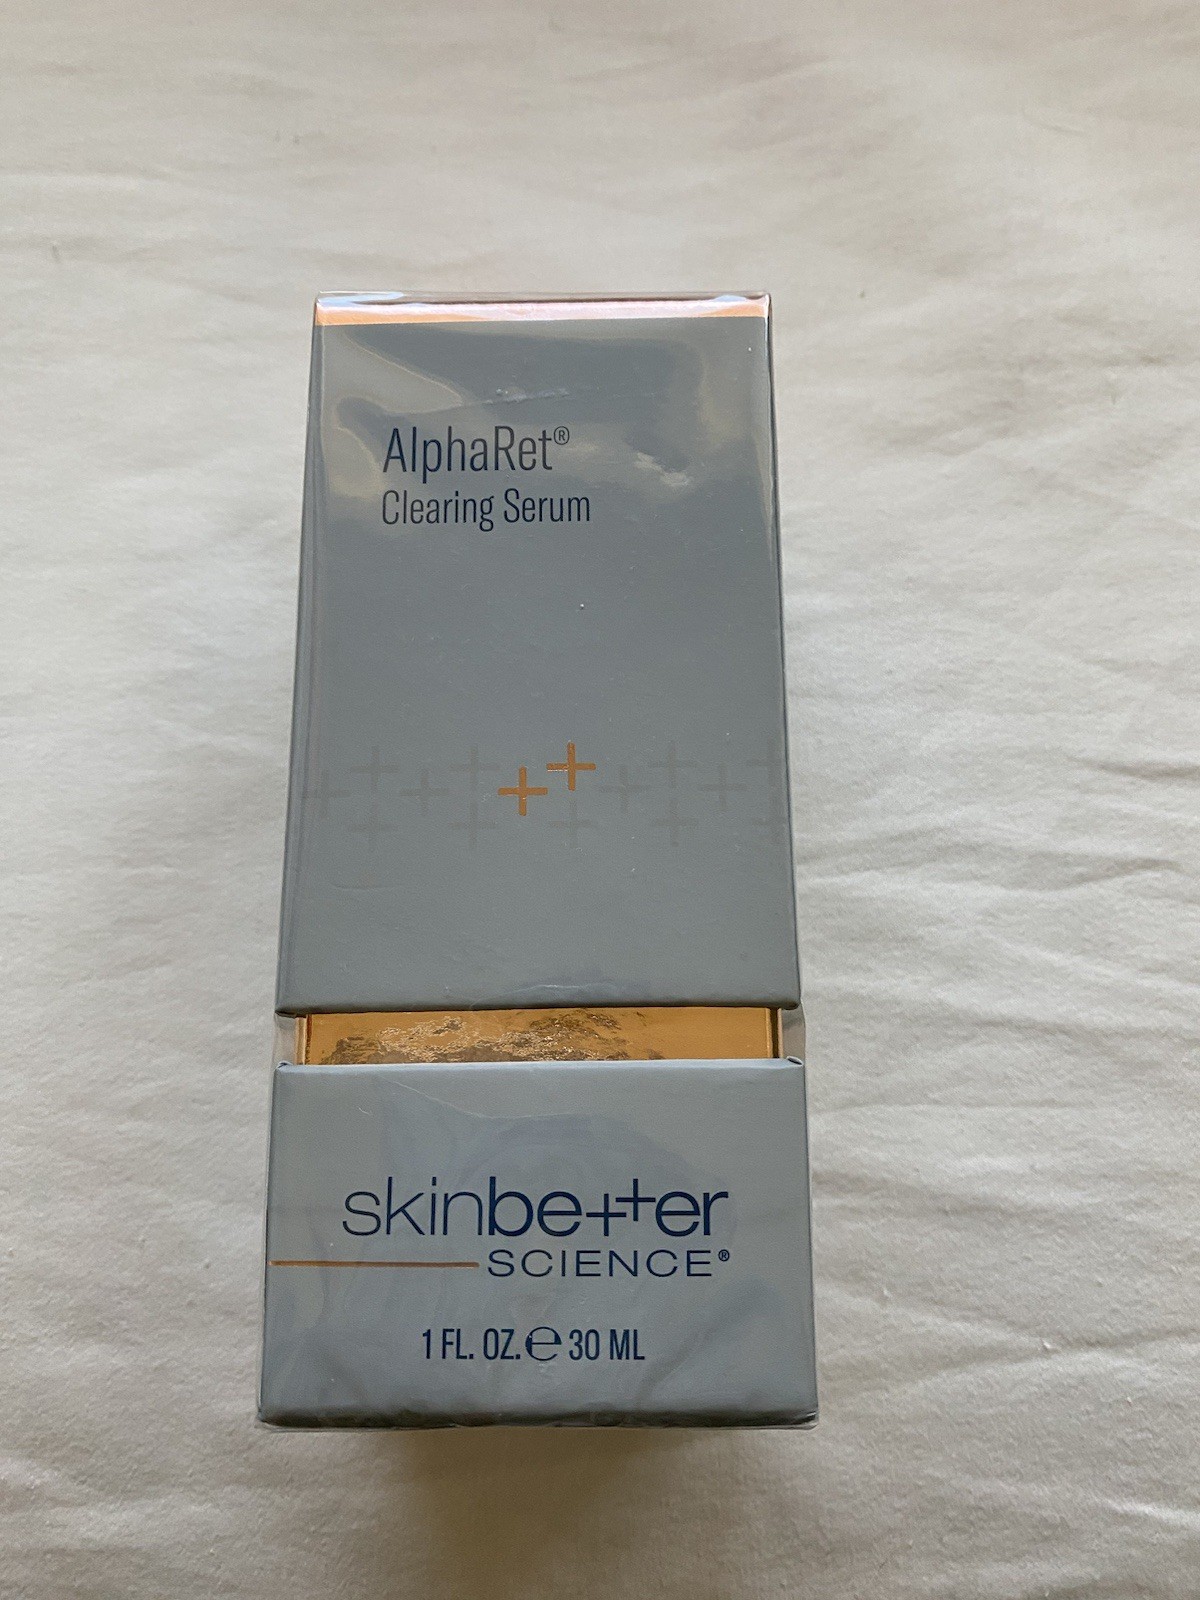 AlphaRet®
Clearing Serum
skinbetter
SCIENCE®
1 FL. OZ. ℮ 30 ML